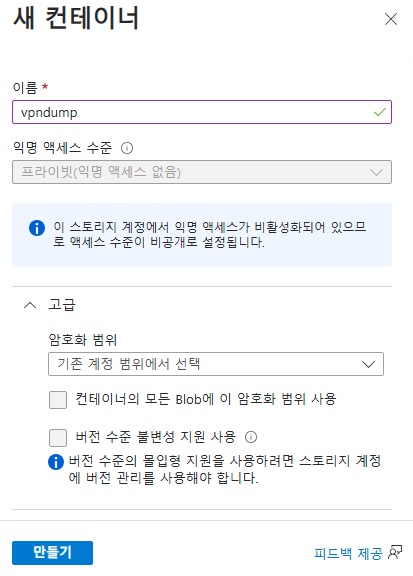 새 컨테이너
이름 *
vpndump
익명 액세스 수준
프라이빗(익명 액세스 없음)
이 스토리지 계정에서 익명 액세스가 비활성화되어 있으므
로 액세스 수준이 비공개로 설정됩니다.
고급
암호화 범위
기존 계정 범위에서 선택
컨테이너의 모든 Blob에 이 암호화 범위 사용
버전 수준 불변성 지원 사용
버전 수준의 몰입형 지원을 사용하려면 스토리지 계정
에 버전 관리를 사용해야 합니다.
만들기
피드백 제공